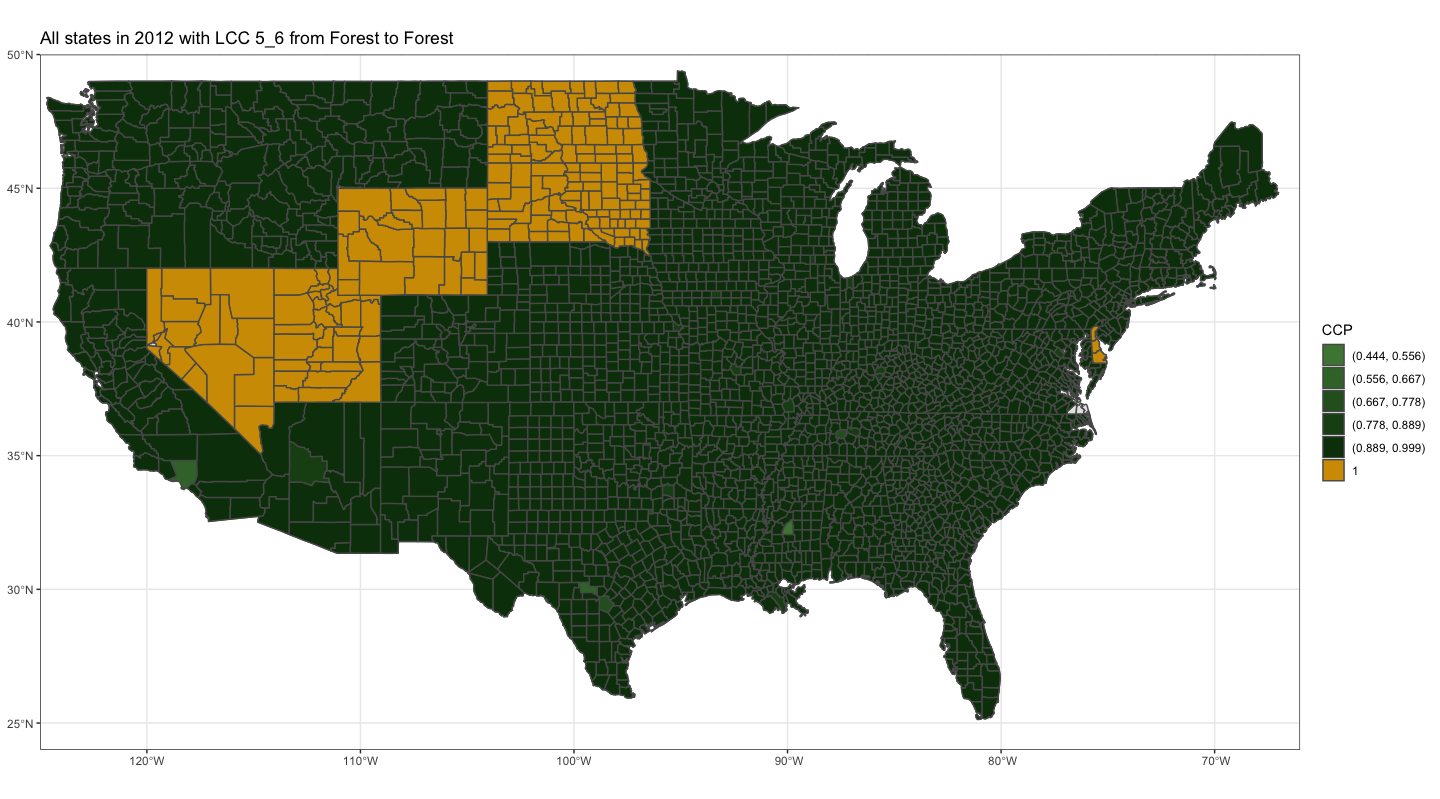 All states in 2012 with LCC 5_6 from Forest to Forest
50°N
45°N
40°N
35°N
30°N
25°N
120°W
110°W
100°W
90°W
80°W
70°W
CCP
(0.444, 0.556)
(0.556, 0.667)
(0.667, 0.778)
(0.778, 0.889)
(0.889, 0.999)
1